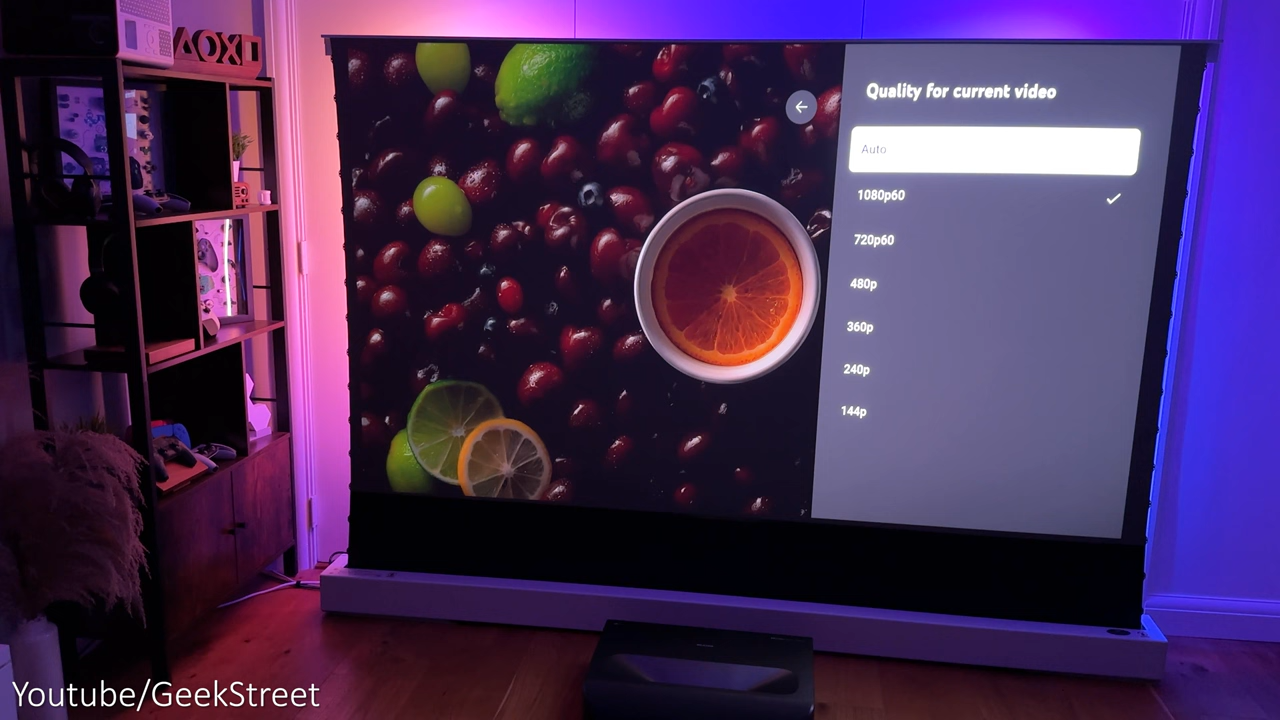 Quality for current video
Auto
1080p60
720p60
480p
360p
240p
144p
Youtube/GeekStreet